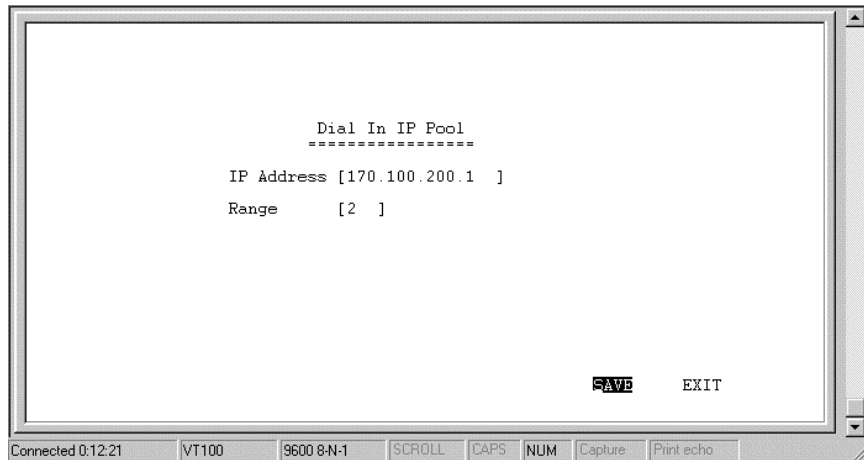 Dial In IP Pool
=================
IP Address [170.100.200.1  ]
Range [2  ]
SAVE EXIT
Connected 0:12:21 VT100 9600 8-N-1 SCROLL CAPS NUM Capture Print echo